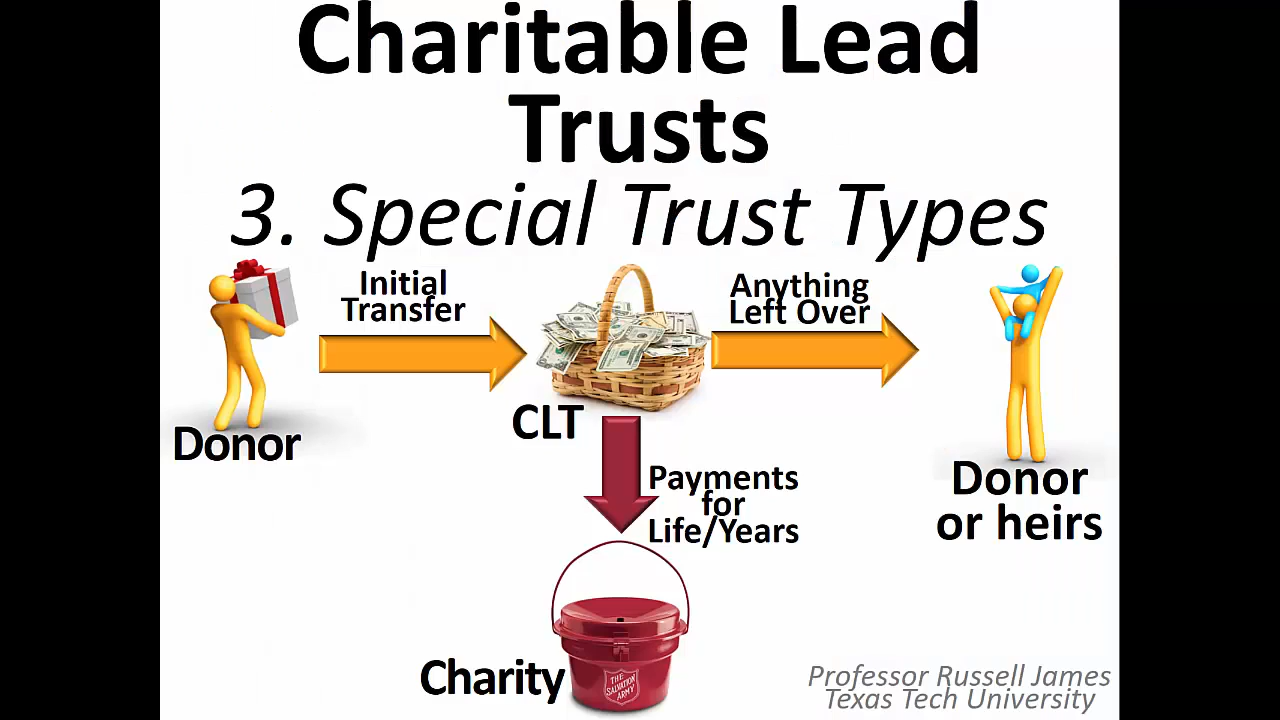 Charitable Lead
Trusts
3. Special Trust Types
Initial
Transfer
Anything
Left Over
Donor
CLT
Payments
for
Life/Years
Donor
or heirs
Charity
THE
SALVATION
ARMY
Professor Russell James
Texas Tech University